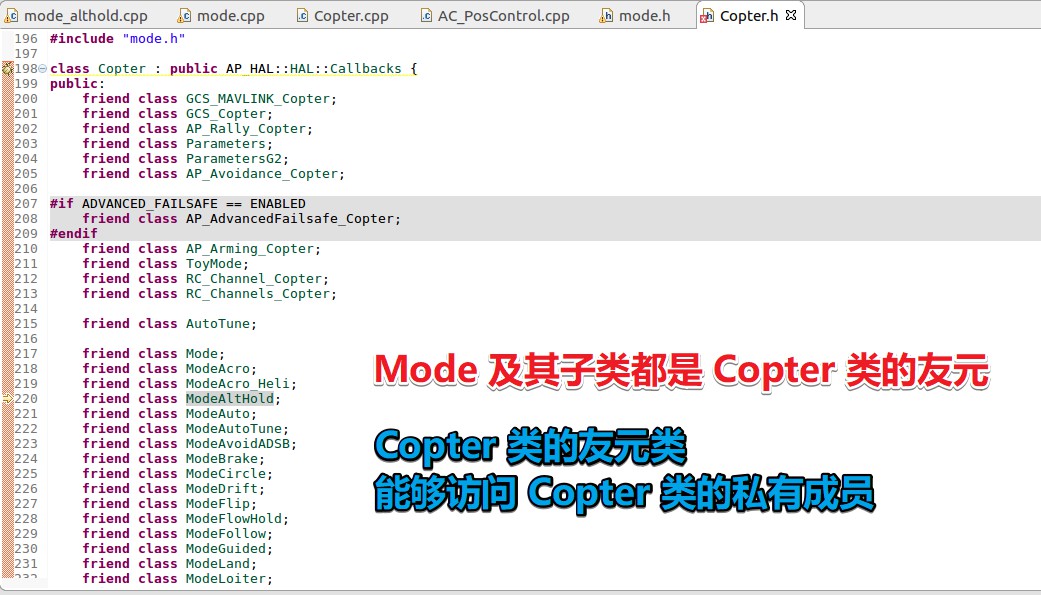 mode_althold.cpp mode.cpp Copter.cpp AC_PosControl.cpp mode.h Copter.h
196 #include "mode.h"
197
198 class Copter : public AP_HAL::HAL::Callbacks {
199 public:
200 friend class GCS_MAVLINK_Copter;
201 friend class GCS_Copter;
202 friend class AP_Rally_Copter;
203 friend class Parameters;
204 friend class ParametersG2;
205 friend class AP_Avoidance_Copter;
206
207 #if ADVANCED_FAILSAFE == ENABLED
208 friend class AP_AdvancedFailsafe_Copter;
209 #endif
210 friend class AP_Arming_Copter;
211 friend class ToyMode;
212 friend class RC_Channel_Copter;
213 friend class RC_Channels_Copter;
214
215 friend class AutoTune;
216
217 friend class Mode;
218 friend class ModeAcro;
219 friend class ModeAcro_Heli;
220 friend class ModeAltHold;
221 friend class ModeAuto;
222 friend class ModeAutoTune;
223 friend class ModeAvoidADSB;
224 friend class ModeBrake;
225 friend class ModeCircle;
226 friend class ModeDrift;
227 friend class ModeFlip;
228 friend class ModeFlowHold;
229 friend class ModeFollow;
230 friend class ModeGuided;
231 friend class ModeLand;
232 friend class ModeLoiter;
Mode 及其子类都是 Copter 类的友元
Copter 类的友元类
能够访问 Copter 类的私有成员